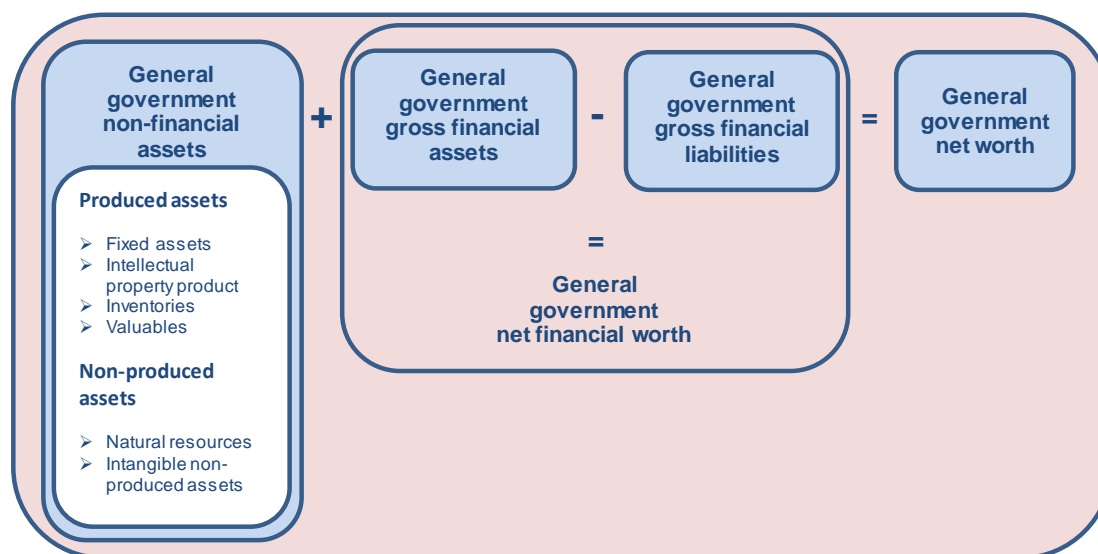 General
government
non-financial
assets
Produced assets
➢ Fixed assets
➢ Intellectual
property product
➢ Inventories
➢ Valuables
Non-produced
assets
➢ Natural resources
➢ Intangible non-
produced assets
+
General
government
gross financial
assets
-
General
government
gross financial
liabilities
=
General
government
net financial worth
=
General
government
net worth